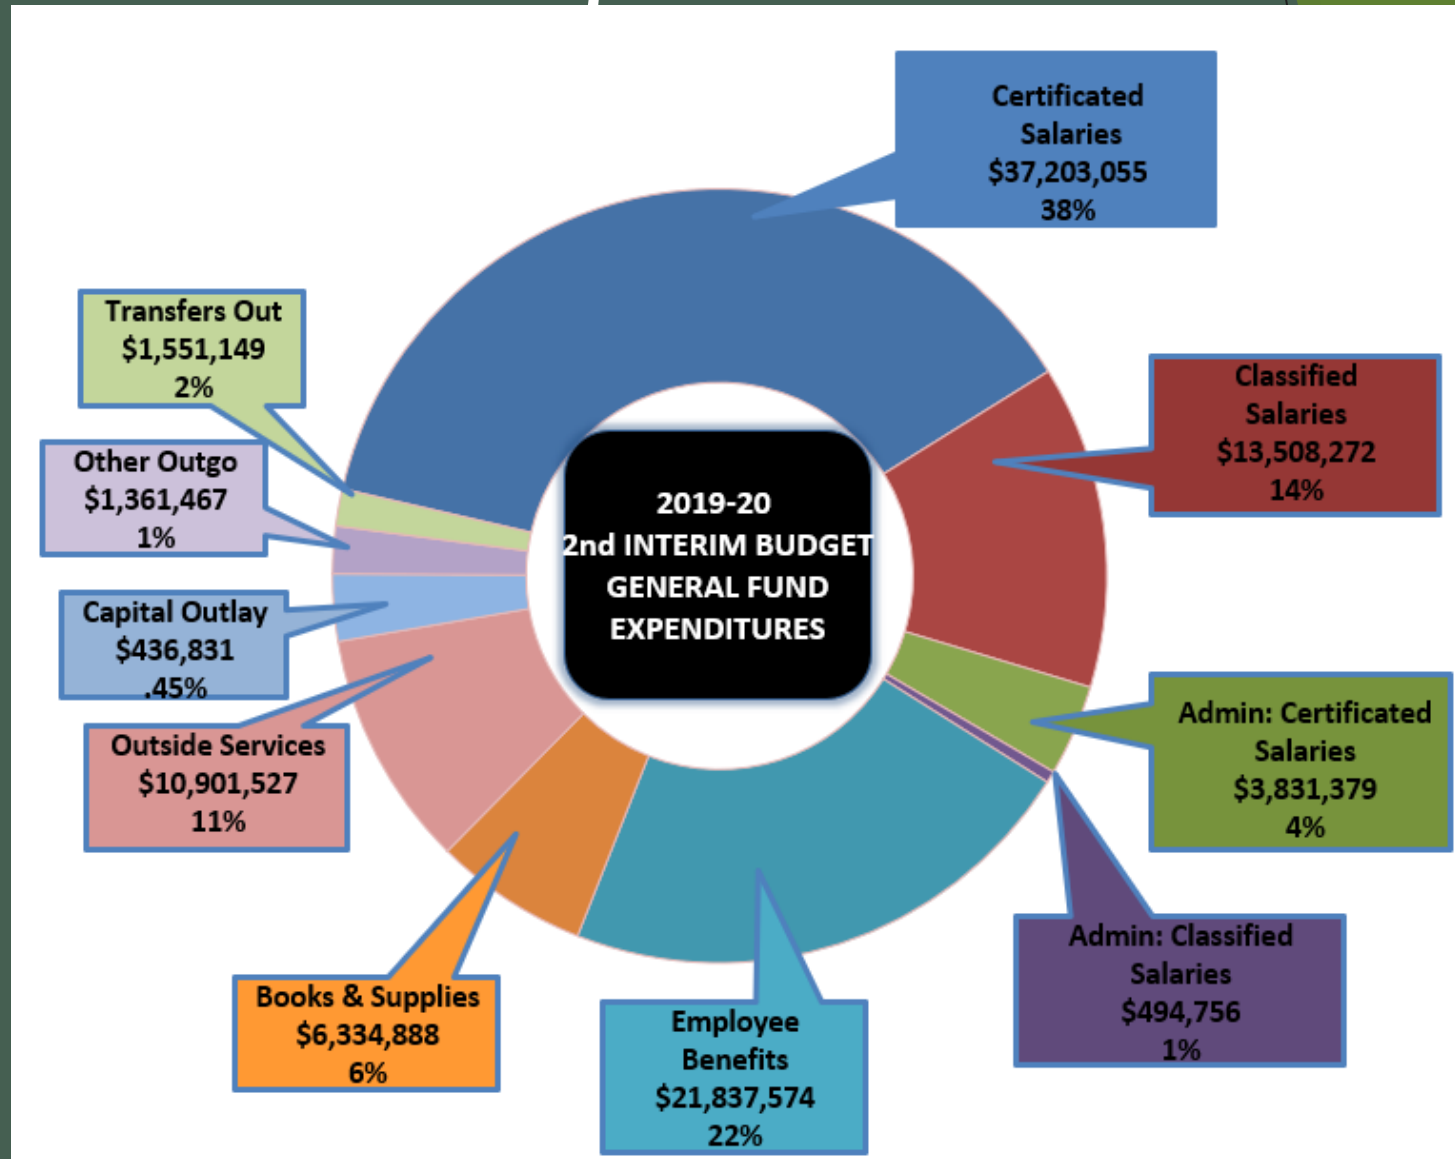 Certificated
Salaries
$37,203,055
38%
Transfers Out
$1,551,149
2%
Classified
Salaries
$13,508,272
14%
Other Outgo
$1,361,467
1%
2019-20
2nd INTERIM BUDGET
GENERAL FUND
EXPENDITURES
Capital Outlay
$436,831
.45%
Admin: Certificated
Salaries
$3,831,379
4%
Outside Services
$10,901,527
11%
Admin: Classified
Salaries
$494,756
1%
Books & Supplies
$6,334,888
6%
Employee
Benefits
$21,837,574
22%